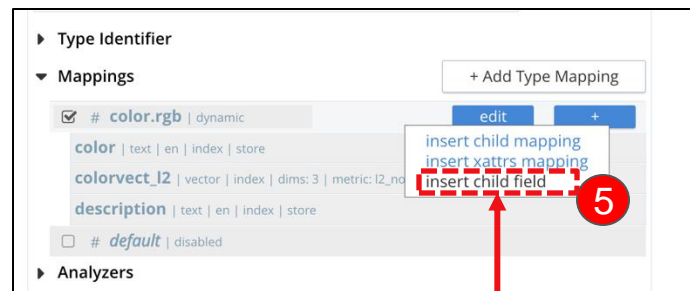 Type Identifier
Mappings
+ Add Type Mapping
# color.rgb | dynamic
edit
+
insert child mapping
insert xattrs mapping
insert child field
color | text | en | index | store
colorvect_l2 | vector | index | dims: 3 | metric: l2_no
description | text | en | index | store
# default | disabled
5
Analyzers